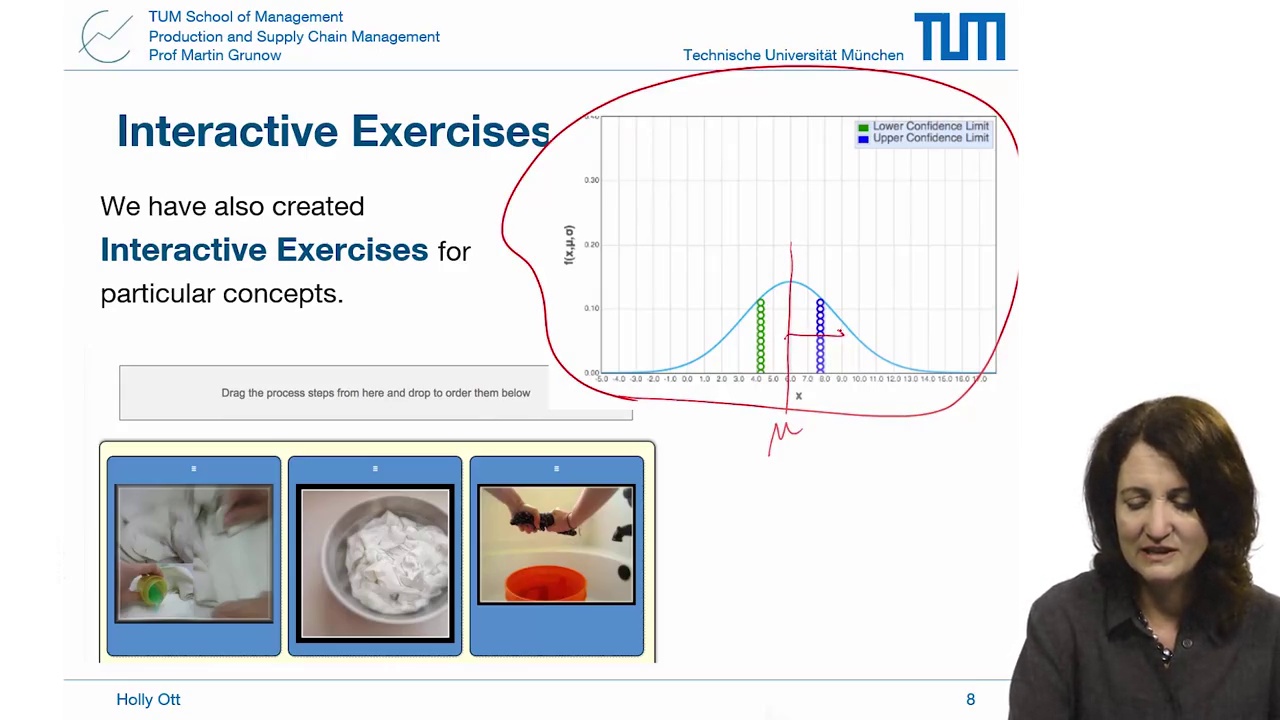 TUM School of Management
Production and Supply Chain Management
Prof Martin Grunow
Technische Universität München
TUM
Interactive Exercises
We have also created
Interactive Exercises for
particular concepts.
Lower Confidence Limit
Upper Confidence Limit
0.30
0.20
0.10
0.00
f(x,μ,σ)
-5.0 -4.0 -3.0 -2.0 -1.0 0.0 1.0 2.0 3.0 4.0 5.0 6.0 7.0 8.0 9.0 10.0 11.0 12.0 13.0 14.0 15.0 16.0 17.0
x
μ
Drag the process steps from here and drop to order them below
Holly Ott
8